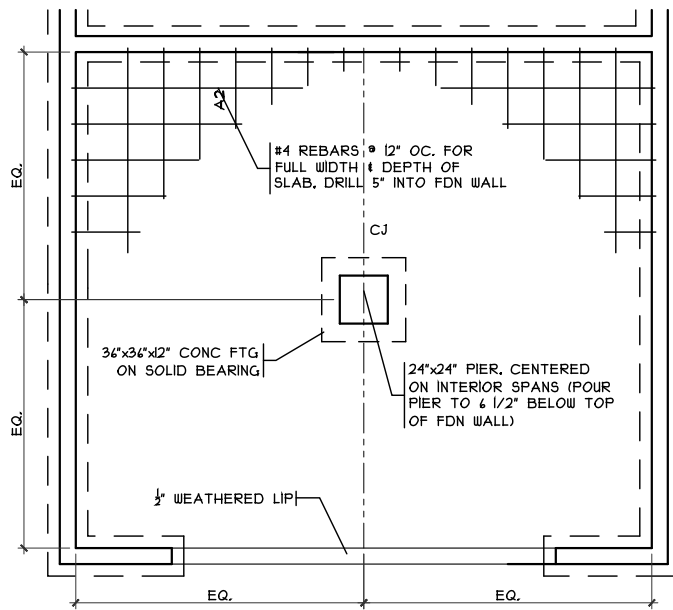 A2
#4 REBARS @ 12" OC. FOR
FULL WIDTH & DEPTH OF
SLAB. DRILL 5" INTO FDN WALL
EQ.
CJ
36"x36"x12" CONC FTG
ON SOLID BEARING
24"x24" PIER. CENTERED
ON INTERIOR SPANS (POUR
PIER TO 6 1/2" BELOW TOP
OF FDN WALL)
EQ.
½" WEATHERED LIP
EQ.
EQ.